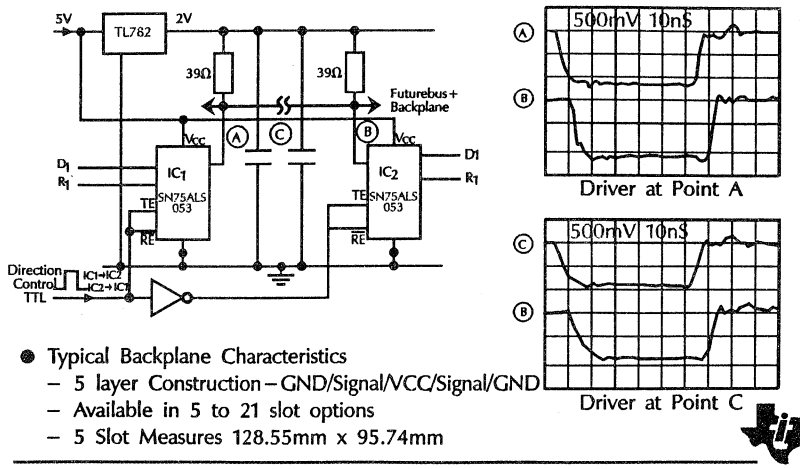 5V
TL782
2V
39Ω
39Ω
Futurebus+
Backplane
A
C
B
VCC
VCC
D1
R1
IC1
SN75ALS
053
TE
RE
IC2
SN75ALS
053
TE
RE
D1
R1
Direction
Control
TTL
IC1→IC2
IC2→IC1
500mV 10nS
A
B
Driver at Point A
500mV 10nS
C
B
Driver at Point C
● Typical Backplane Characteristics
– 5 layer Construction – GND/Signal/VCC/Signal/GND
– Available in 5 to 21 slot options
– 5 Slot Measures 128.55mm x 95.74mm